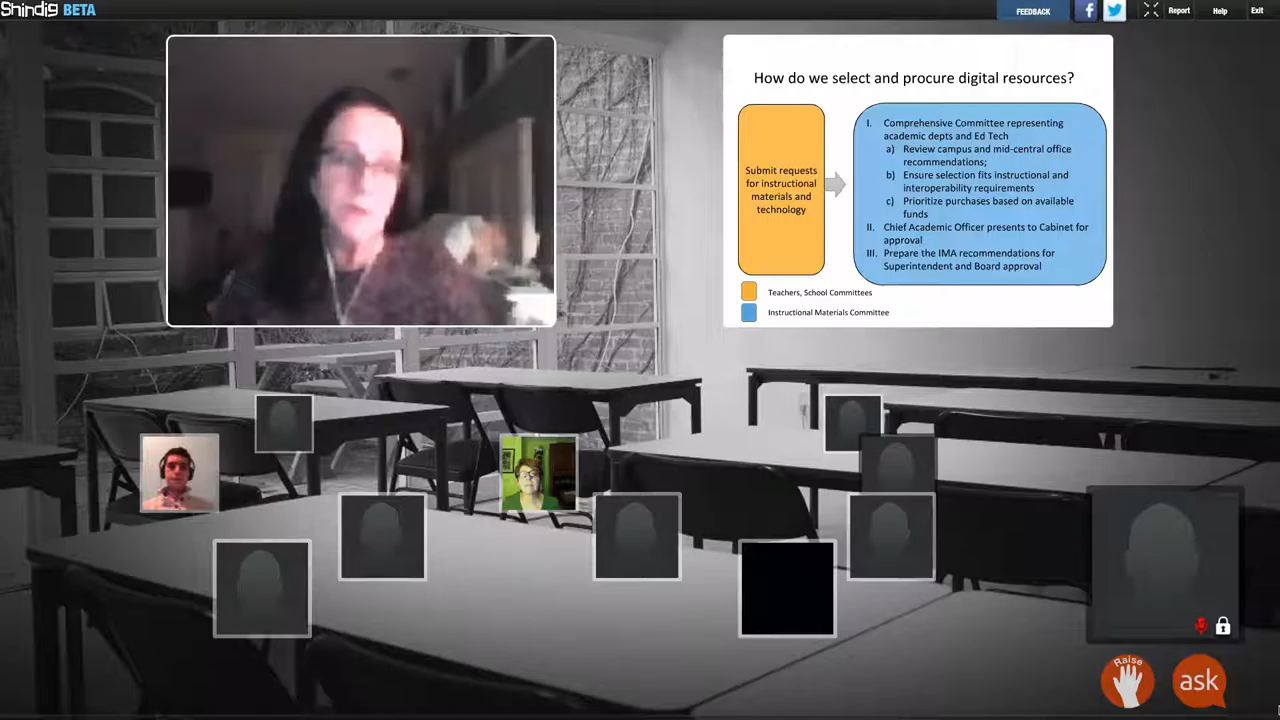 Shindig BETA
FEEDBACK
Report
Help
Exit
How do we select and procure digital resources?
Submit requests
for instructional
materials and
technology
I. Comprehensive Committee representing
academic depts and Ed Tech
a) Review campus and mid-central office
recommendations;
b) Ensure selection fits instructional and
interoperability requirements
c) Prioritize purchases based on available
funds
II. Chief Academic Officer presents to Cabinet for
approval
III. Prepare the IMA recommendations for
Superintendent and Board approval
Teachers, School Committees
Instructional Materials Committee
Raise
ask